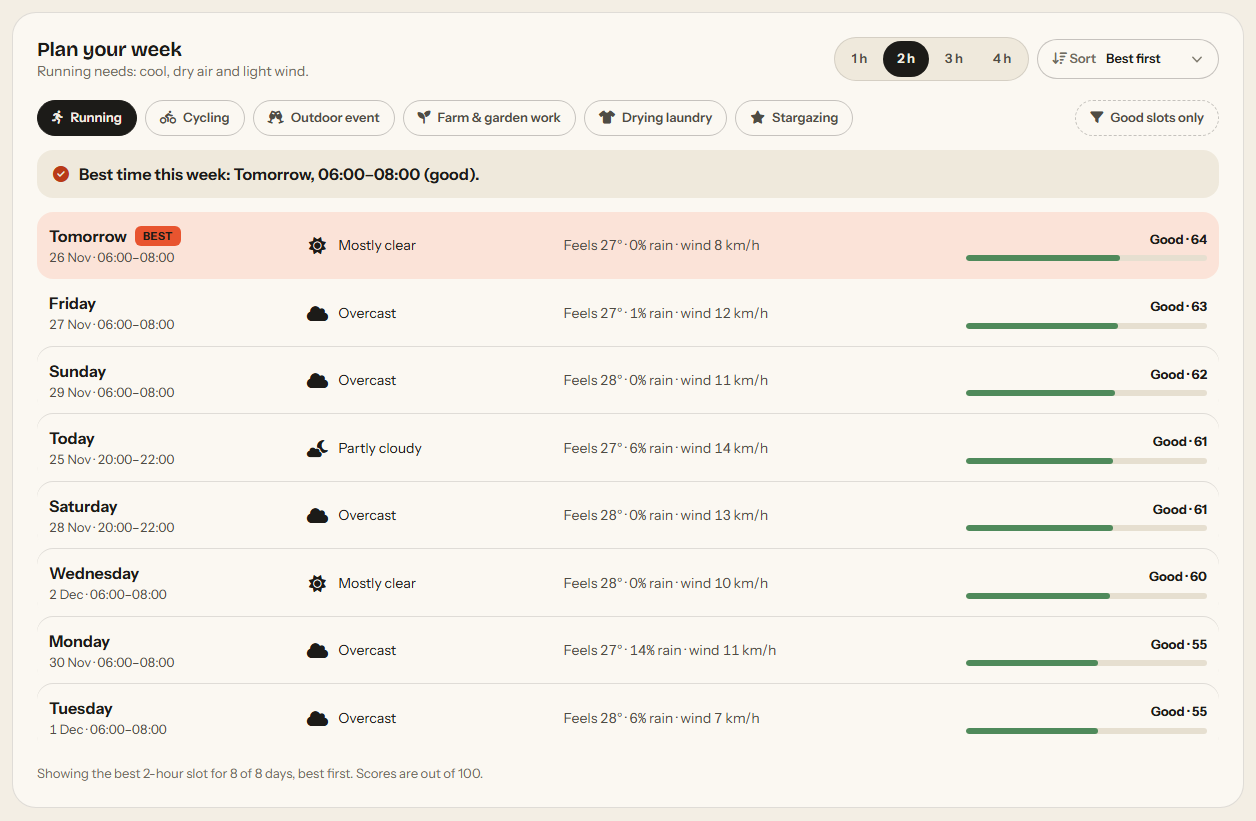 Plan your week
Running needs: cool, dry air and light wind.
1 h 2 h 3 h 4 h
Sort Best first
Running Cycling Outdoor event Farm & garden work Drying laundry Stargazing
Good slots only
Best time this week: Tomorrow, 06:00–08:00 (good).
Tomorrow BEST
26 Nov · 06:00–08:00
Mostly clear
Feels 27° · 0% rain · wind 8 km/h
Good · 64
Friday
27 Nov · 06:00–08:00
Overcast
Feels 27° · 1% rain · wind 12 km/h
Good · 63
Sunday
29 Nov · 06:00–08:00
Overcast
Feels 28° · 0% rain · wind 11 km/h
Good · 62
Today
25 Nov · 20:00–22:00
Partly cloudy
Feels 27° · 6% rain · wind 14 km/h
Good · 61
Saturday
28 Nov · 20:00–22:00
Overcast
Feels 28° · 0% rain · wind 13 km/h
Good · 61
Wednesday
2 Dec · 06:00–08:00
Mostly clear
Feels 28° · 0% rain · wind 10 km/h
Good · 60
Monday
30 Nov · 06:00–08:00
Overcast
Feels 27° · 14% rain · wind 11 km/h
Good · 55
Tuesday
1 Dec · 06:00–08:00
Overcast
Feels 28° · 6% rain · wind 7 km/h
Good · 55
Showing the best 2-hour slot for 8 of 8 days, best first. Scores are out of 100.